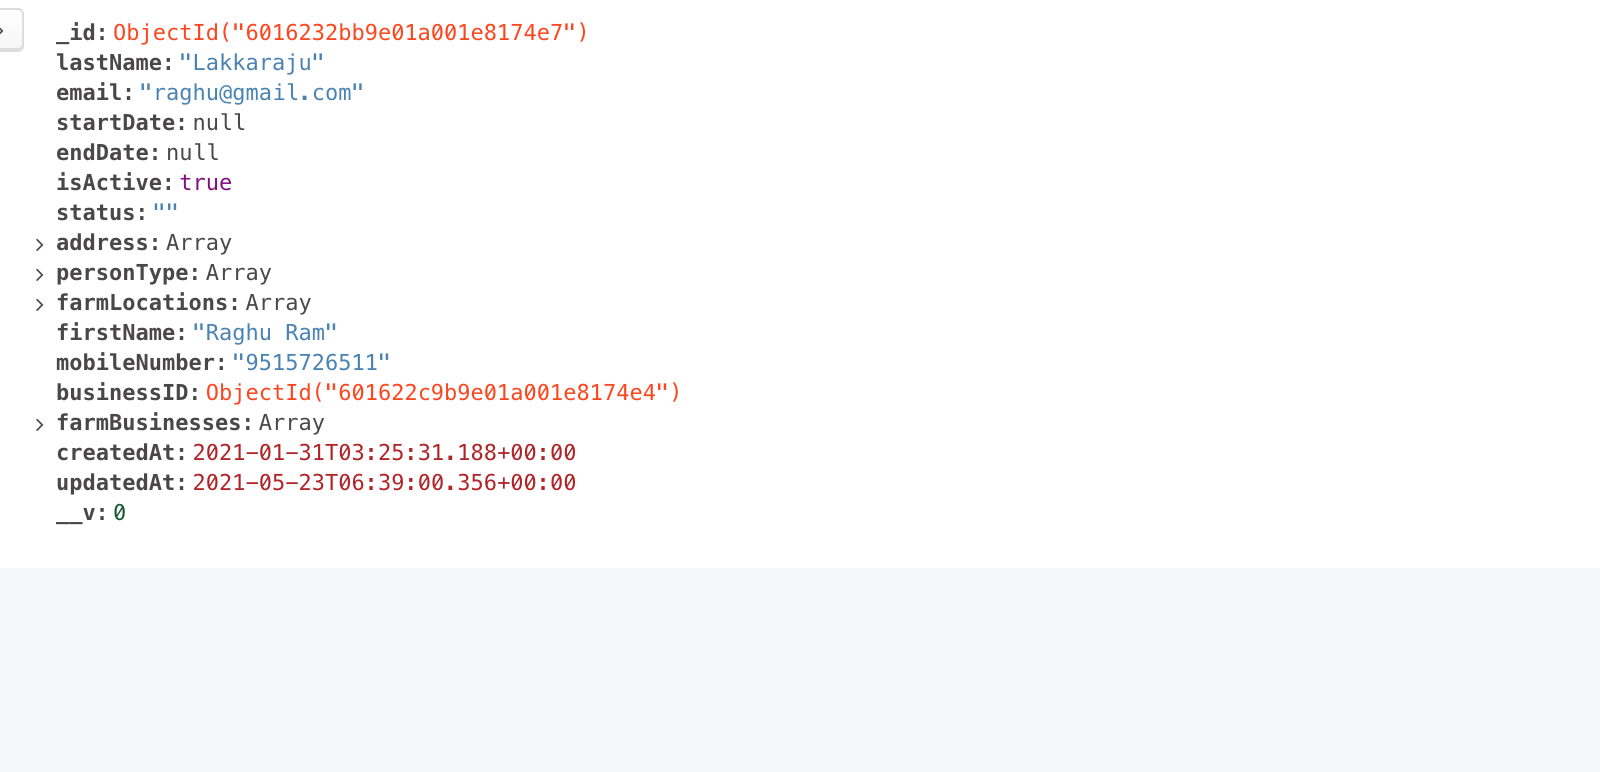 _id: ObjectId("6016232bb9e01a001e8174e7")
lastName: "Lakkaraju"
email: "raghu@gmail.com"
startDate: null
endDate: null
isActive: true
status: ""
address: Array
personType: Array
farmLocations: Array
firstName: "Raghu Ram"
mobileNumber: "9515726511"
businessID: ObjectId("601622c9b9e01a001e8174e4")
farmBusinesses: Array
createdAt: 2021-01-31T03:25:31.188+00:00
updatedAt: 2021-05-23T06:39:00.356+00:00
__v: 0